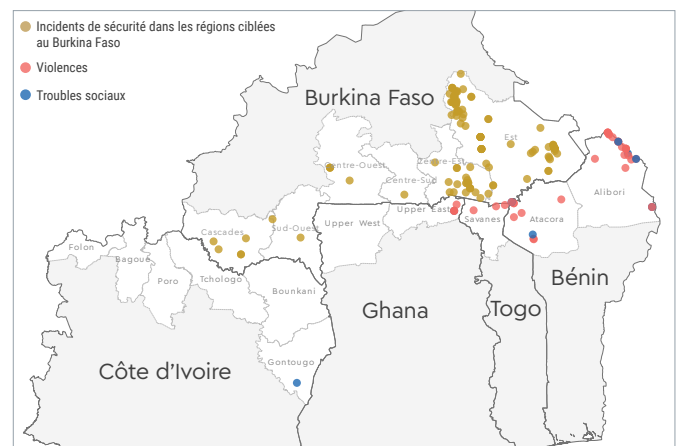 Incidents de sécurité dans les régions ciblées
au Burkina Faso
Violences
Troubles sociaux
Burkina Faso
Est
Centre-Ouest
Centre-Est
Centre-Sud
Alibori
Upper East
Upper West
Savanes
Atacora
Cascades
Sud-Ouest
Folon
Bagoué
Poro
Tchologo
Bounkani
Bénin
Ghana
Togo
Gontougo
Côte d'Ivoire